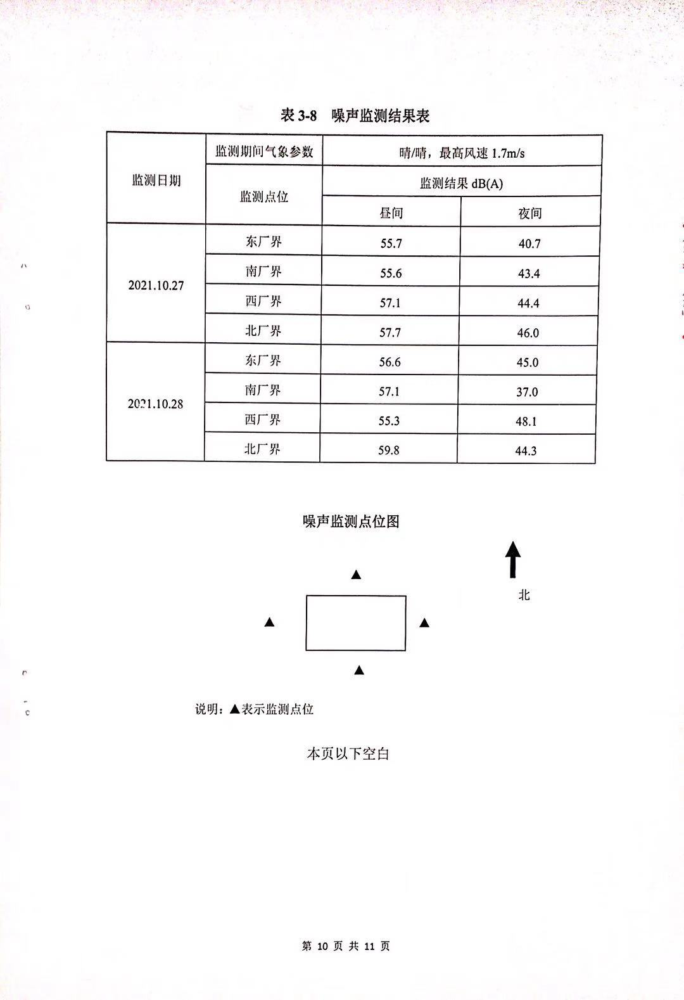 表 3-8 噪声监测结果表
监测日期 监测期间气象参数 晴/晴，最高风速 1.7m/s
监测点位 监测结果 dB(A)
昼间 夜间
2021.10.27 东厂界 55.7 40.7
南厂界 55.6 43.4
西厂界 57.1 44.4
北厂界 57.7 46.0
2021.10.28 东厂界 56.6 45.0
南厂界 57.1 37.0
西厂界 55.3 48.1
北厂界 59.8 44.3
噪声监测点位图
北
说明：▲表示监测点位
本页以下空白
第 10 页 共 11 页